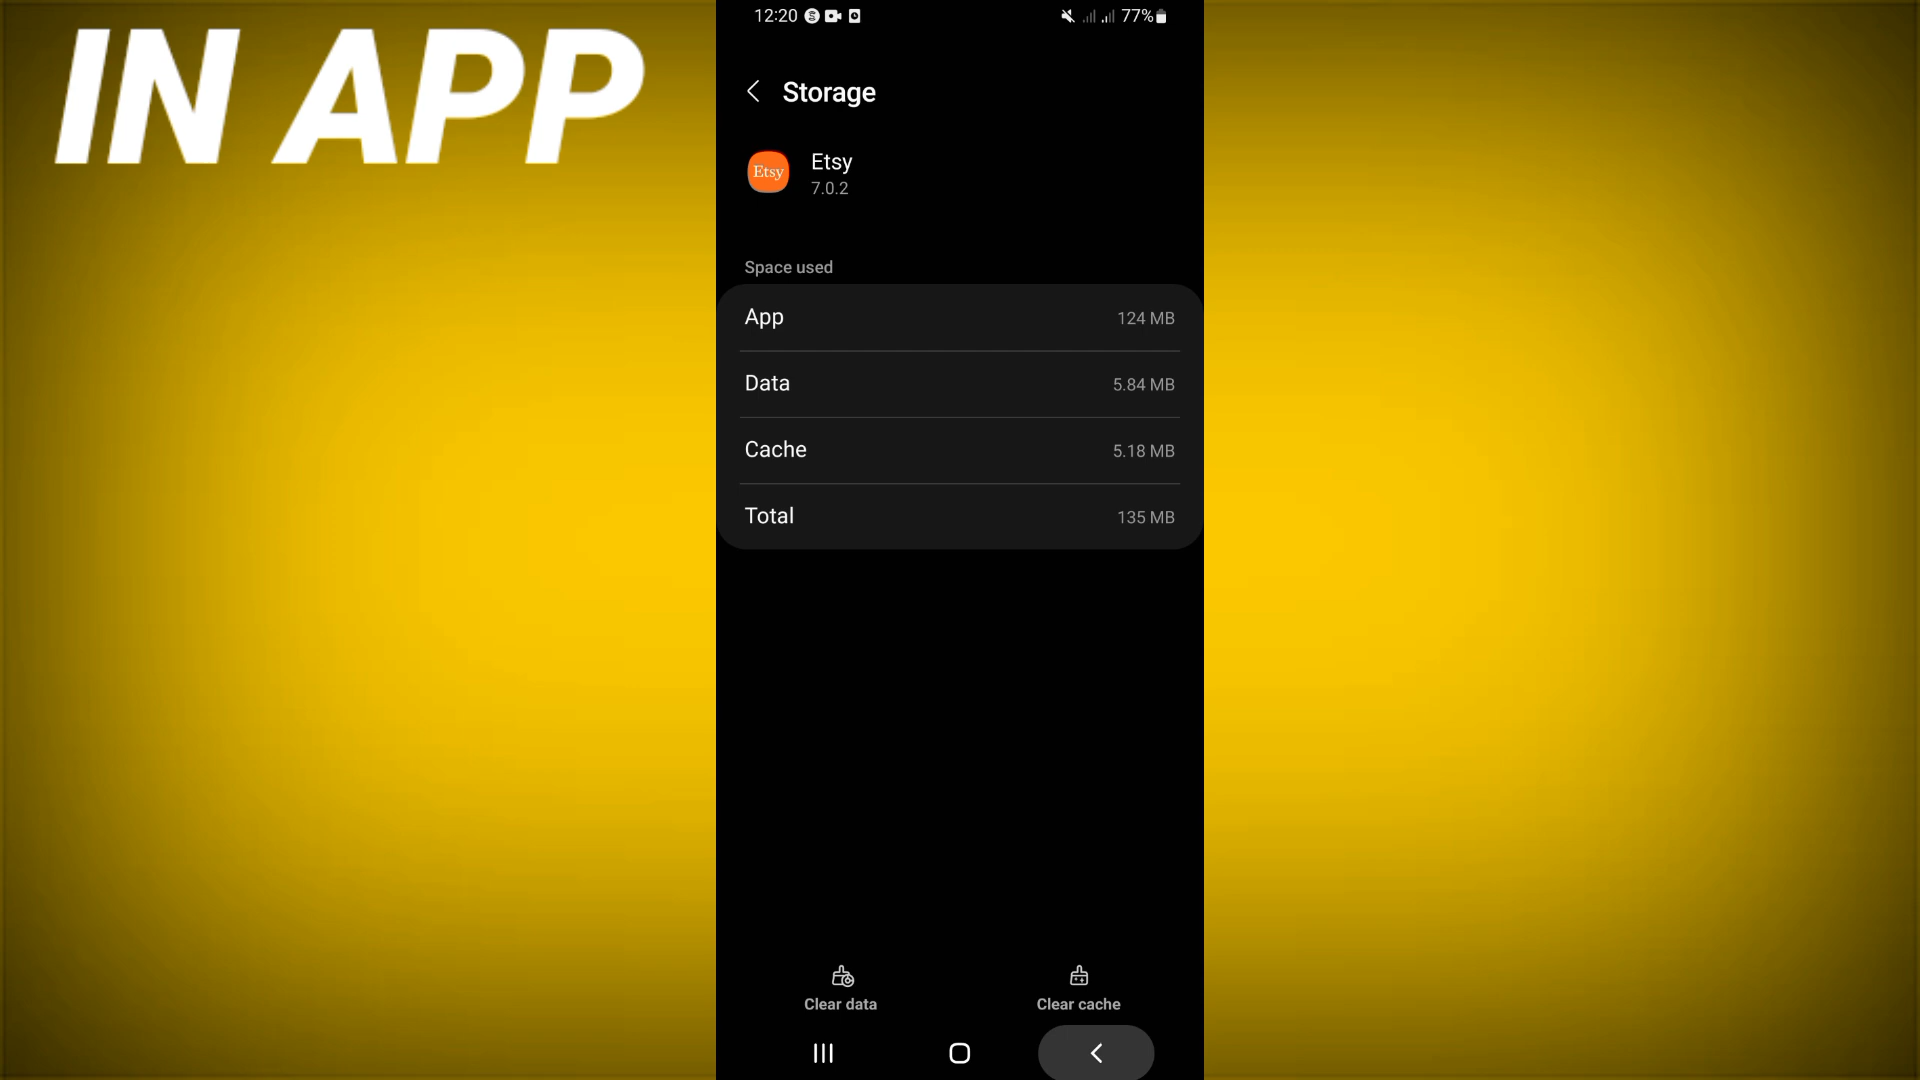 IN APP
12:20
77%
Storage
Etsy
Etsy
7.0.2
Space used
App 124 MB
Data 5.84 MB
Cache 5.18 MB
Total 135 MB
Clear data
Clear cache